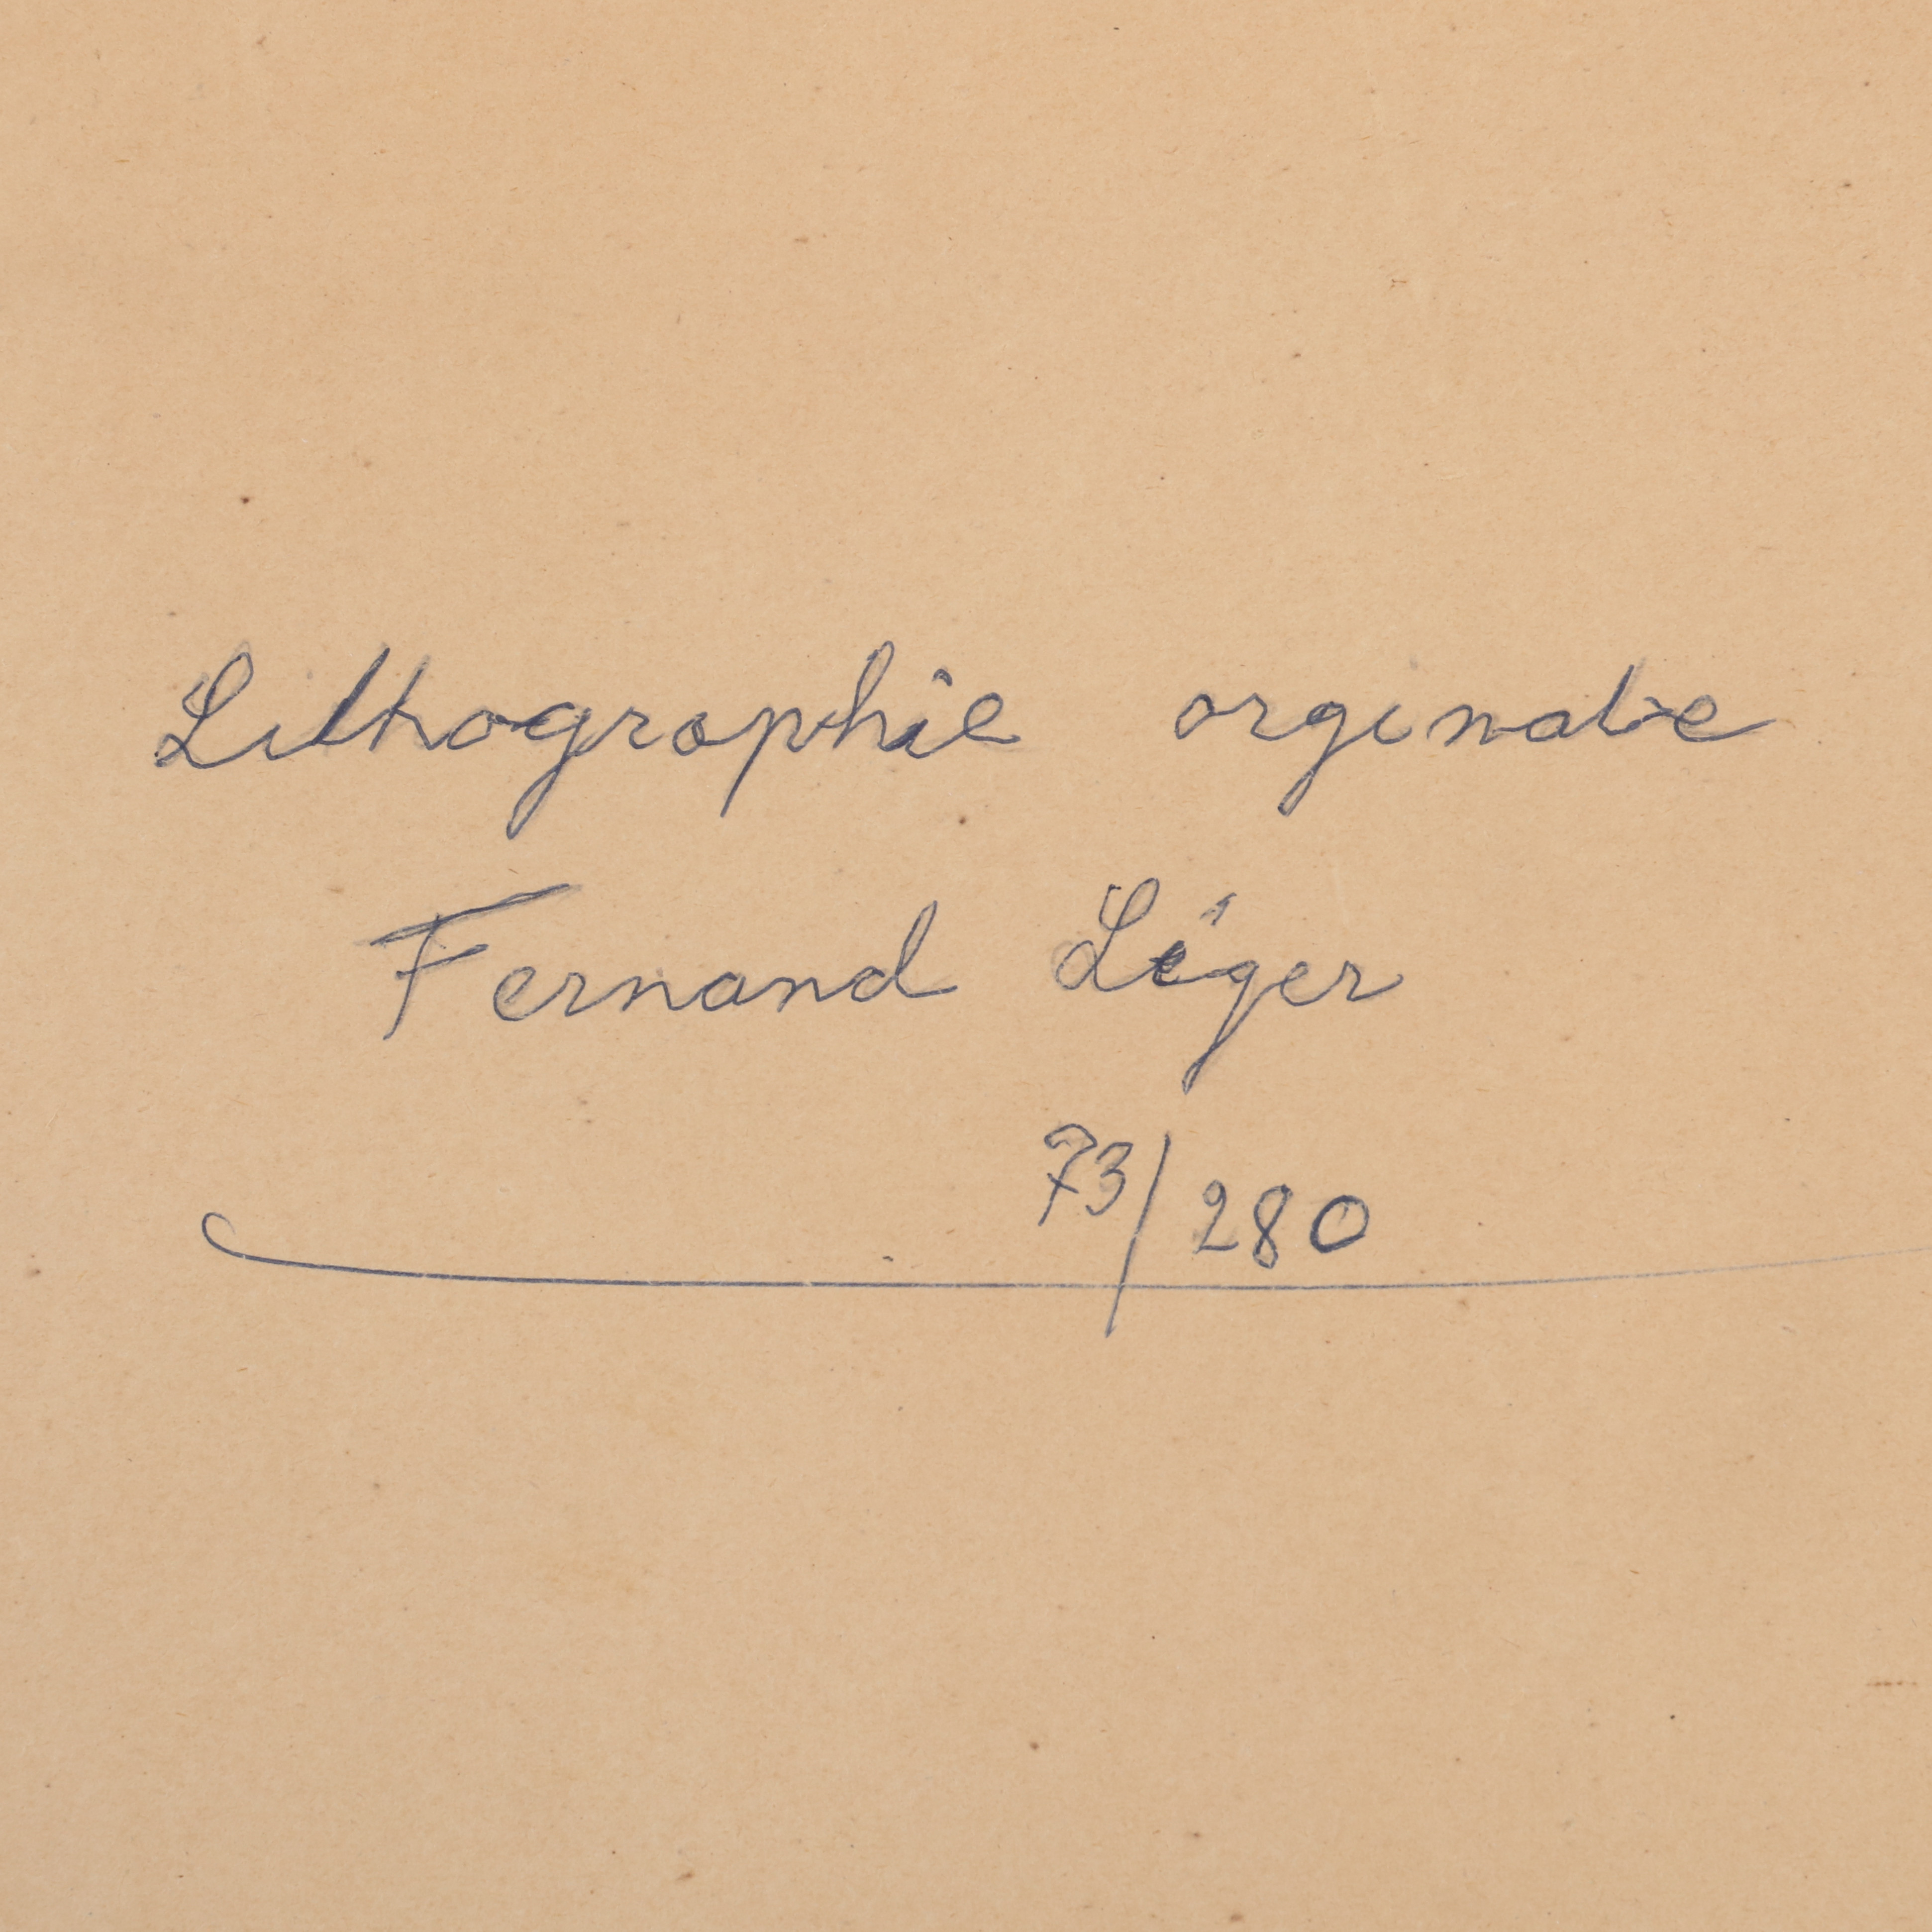 Lithographie orginale
Fernand Léger
73/280